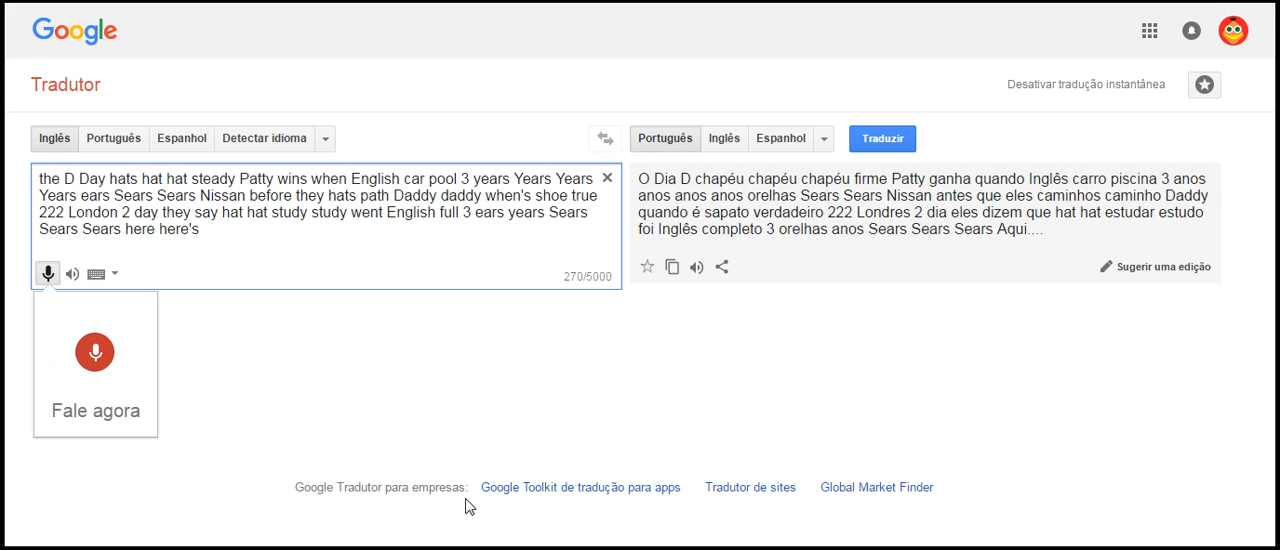 Google
Tradutor
Desativar tradução instantânea
Inglês Português Espanhol Detectar idioma
Português Inglês Espanhol Traduzir
the D Day hats hat hat steady Patty wins when English car pool 3 years Years Years
Years ears Sears Sears Nissan before they hats path Daddy daddy when's shoe true
222 London 2 day they say hat hat study study went English full 3 ears years Sears
Sears Sears here here's
270/5000
O Dia D chapéu chapéu chapéu firme Patty ganha quando Inglês carro piscina 3 anos
anos anos anos orelhas Sears Sears Nissan antes que eles caminhos caminho Daddy
quando é sapato verdadeiro 222 Londres 2 dia eles dizem que hat hat estudar estudo
foi Inglês completo 3 orelhas anos Sears Sears Sears Aqui....
Sugerir uma edição
Fale agora
Google Tradutor para empresas: Google Toolkit de tradução para apps Tradutor de sites Global Market Finder